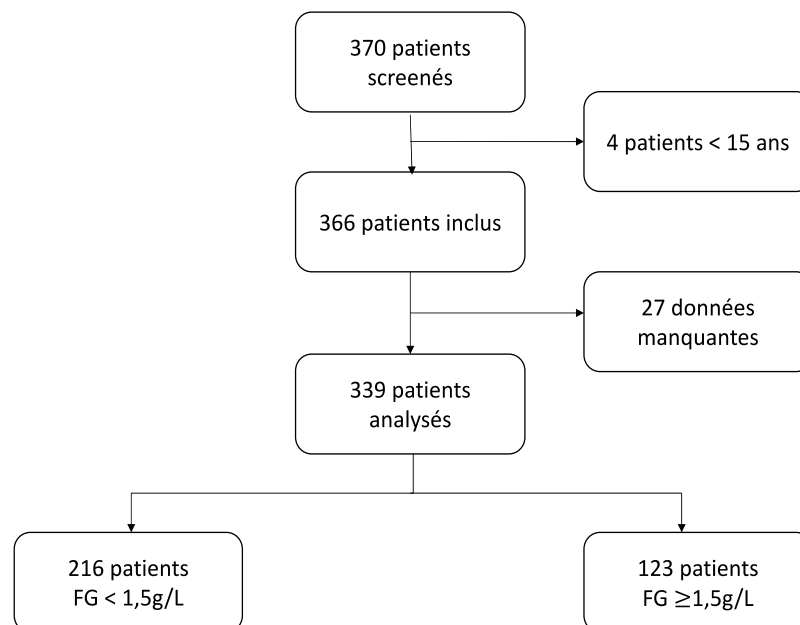 370 patients
screenés
4 patients < 15 ans
366 patients inclus
27 données
manquantes
339 patients
analysés
216 patients
FG < 1,5g/L
123 patients
FG ≥1,5g/L